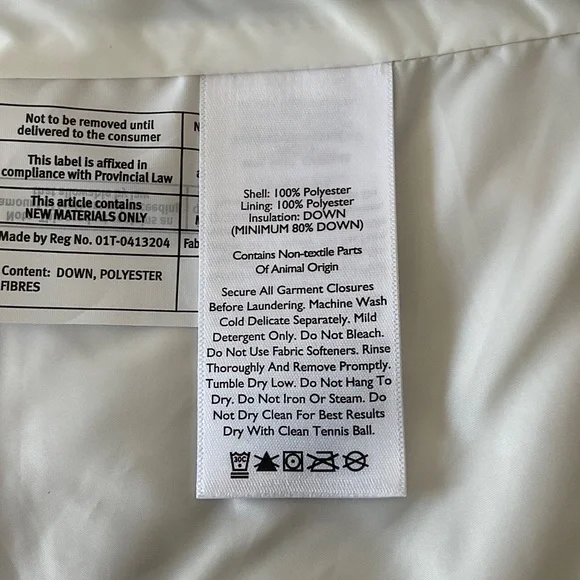 Not to be removed until
delivered to the consumer
This label is affixed in
compliance with Provincial Law
This article contains
NEW MATERIALS ONLY
Made by Reg No. 01T-0413204
Content: DOWN, POLYESTER
FIBRES
N
Fab
Shell: 100% Polyester
Lining: 100% Polyester
Insulation: DOWN
(MINIMUM 80% DOWN)
Contains Non-textile Parts
Of Animal Origin
Secure All Garment Closures
Before Laundering. Machine Wash
Cold Delicate Separately. Mild
Detergent Only. Do Not Bleach.
Do Not Use Fabric Softeners. Rinse
Thoroughly And Remove Promptly.
Tumble Dry Low. Do Not Hang To
Dry. Do Not Iron Or Steam. Do
Not Dry Clean For Best Results
Dry With Clean Tennis Ball.
30C